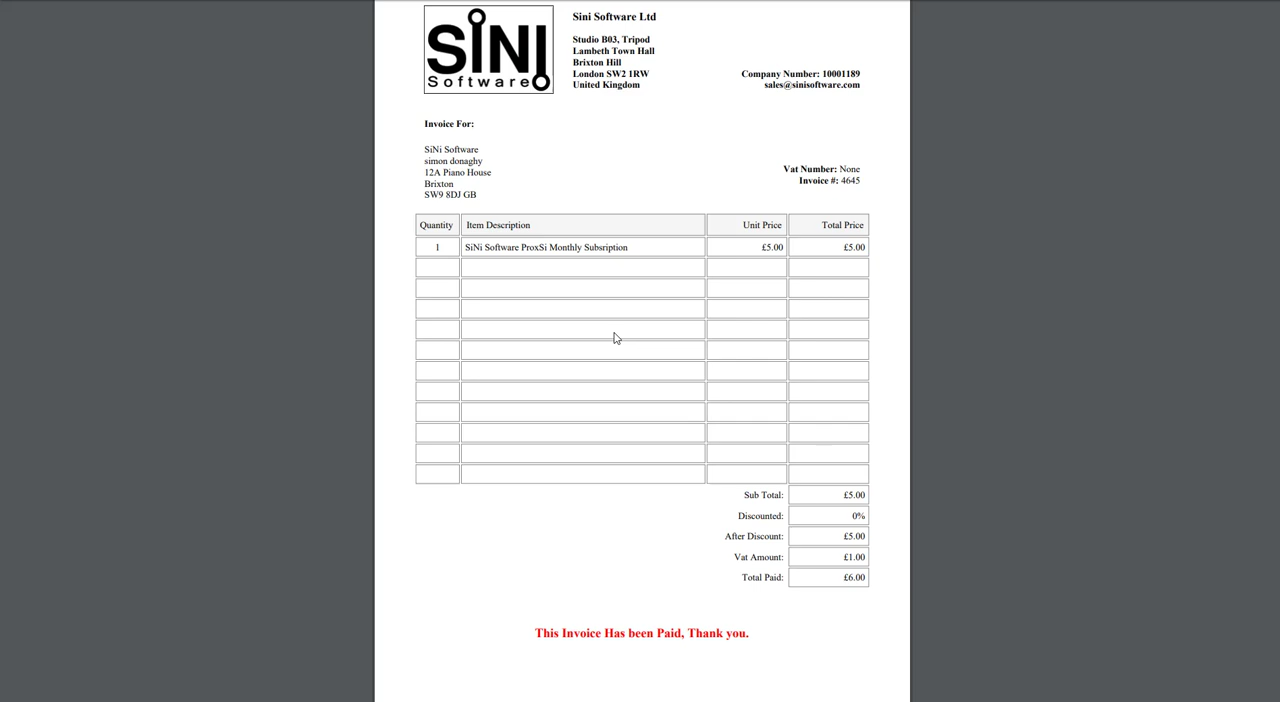 SiNi
Software
Sini Software Ltd
Studio B03, Tripod
Lambeth Town Hall
Brixton Hill
London SW2 1RW
United Kingdom
Company Number: 10001189
sales@sinisoftware.com
Invoice For:
SiNi Software
simon donaghy
12A Piano House
Brixton
SW9 8DJ GB
Vat Number: None
Invoice #: 4645
Quantity Item Description Unit Price Total Price
1 SiNi Software ProxSi Monthly Subsription £5.00 £5.00
Sub Total: £5.00
Discounted: 0%
After Discount: £5.00
Vat Amount: £1.00
Total Paid: £6.00
This Invoice Has been Paid, Thank you.